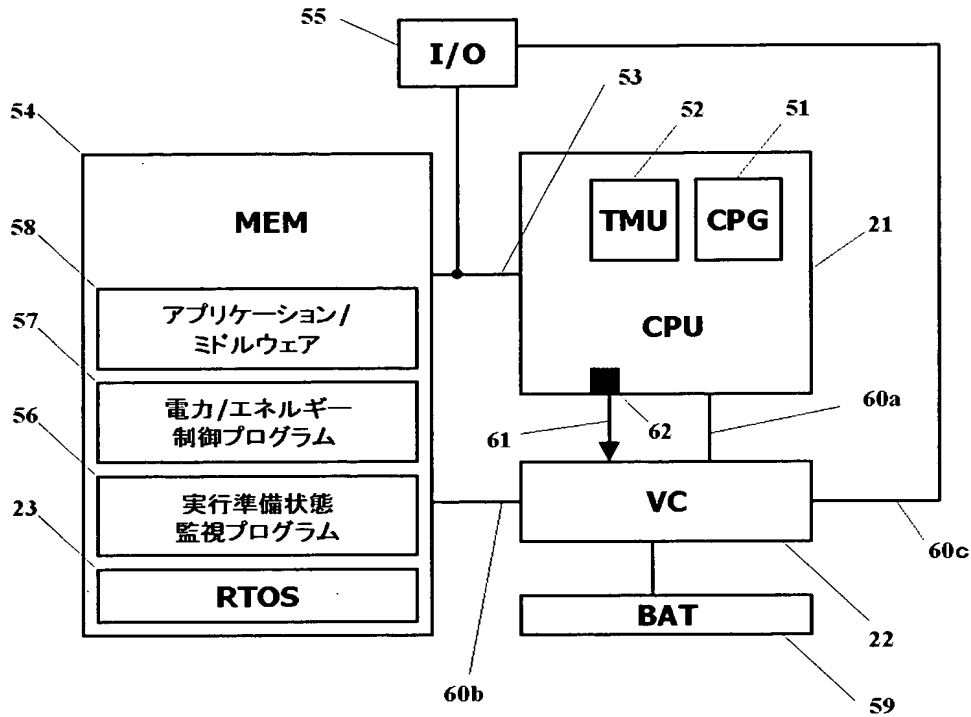 55
I/O
54
53
52
51
MEM
TMU
CPG
21
58
アプリケーション/
ミドルウェア
CPU
57
電力/エネルギー
制御プログラム
60a
61
62
56
実行準備状態
監視プログラム
VC
23
60c
RTOS
BAT
22
60b
59